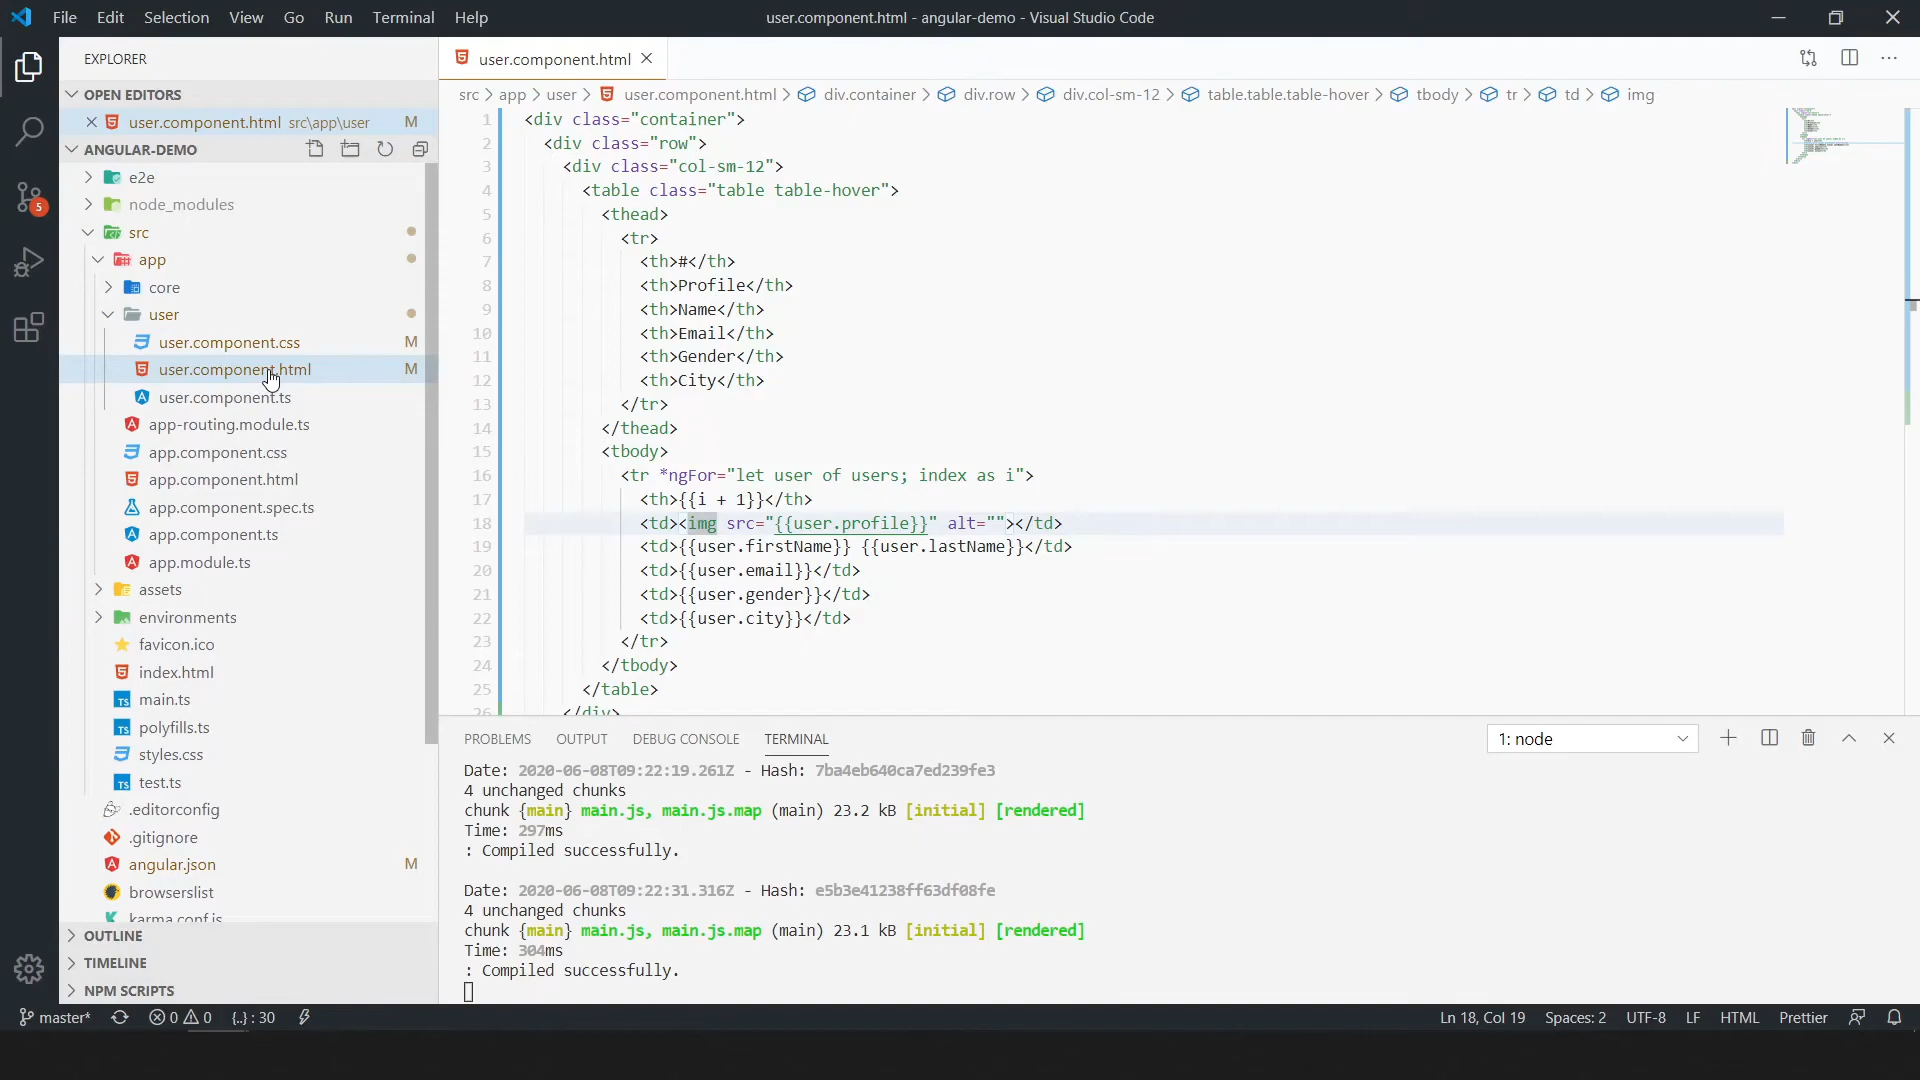 File Edit Selection View Go Run Terminal Help
user.component.html - angular-demo - Visual Studio Code
EXPLORER
OPEN EDITORS
user.component.html src\app\user M
ANGULAR-DEMO
e2e
node_modules
src
app
core
user
user.component.css M
user.component.html M
user.component.ts
app-routing.module.ts
app.component.css
app.component.html
app.component.spec.ts
app.component.ts
app.module.ts
assets
environments
favicon.ico
index.html
main.ts
polyfills.ts
styles.css
test.ts
.editorconfig
.gitignore
angular.json M
browserslist
karma.conf.js
OUTLINE
TIMELINE
NPM SCRIPTS
5
user.component.html
src > app > user > user.component.html > div.container > div.row > div.col-sm-12 > table.table.table-hover > tbody > tr > td > img
1 <div class="container">
2 <div class="row">
3 <div class="col-sm-12">
4 <table class="table table-hover">
5 <thead>
6 <tr>
7 <th>#</th>
8 <th>Profile</th>
9 <th>Name</th>
10 <th>Email</th>
11 <th>Gender</th>
12 <th>City</th>
13 </tr>
14 </thead>
15 <tbody>
16 <tr *ngFor="let user of users; index as i">
17 <th>{{i + 1}}</th>
18 <td><img src="{{user.profile}}" alt=""></td>
19 <td>{{user.firstName}} {{user.lastName}}</td>
20 <td>{{user.email}}</td>
21 <td>{{user.gender}}</td>
22 <td>{{user.city}}</td>
23 </tr>
24 </tbody>
25 </table>
26 </div>
PROBLEMS OUTPUT DEBUG CONSOLE TERMINAL
1: node
Date: 2020-06-08T09:22:19.261Z - Hash: 7ba4eb640ca7ed239fe3
4 unchanged chunks
chunk {main} main.js, main.js.map (main) 23.2 kB [initial] [rendered]
Time: 297ms
: Compiled successfully.
Date: 2020-06-08T09:22:31.316Z - Hash: e5b3e41238ff63df08fe
4 unchanged chunks
chunk {main} main.js, main.js.map (main) 23.1 kB [initial] [rendered]
Time: 304ms
: Compiled successfully.
master* 0 0 {..} : 30
Ln 18, Col 19 Spaces: 2 UTF-8 LF HTML Prettier